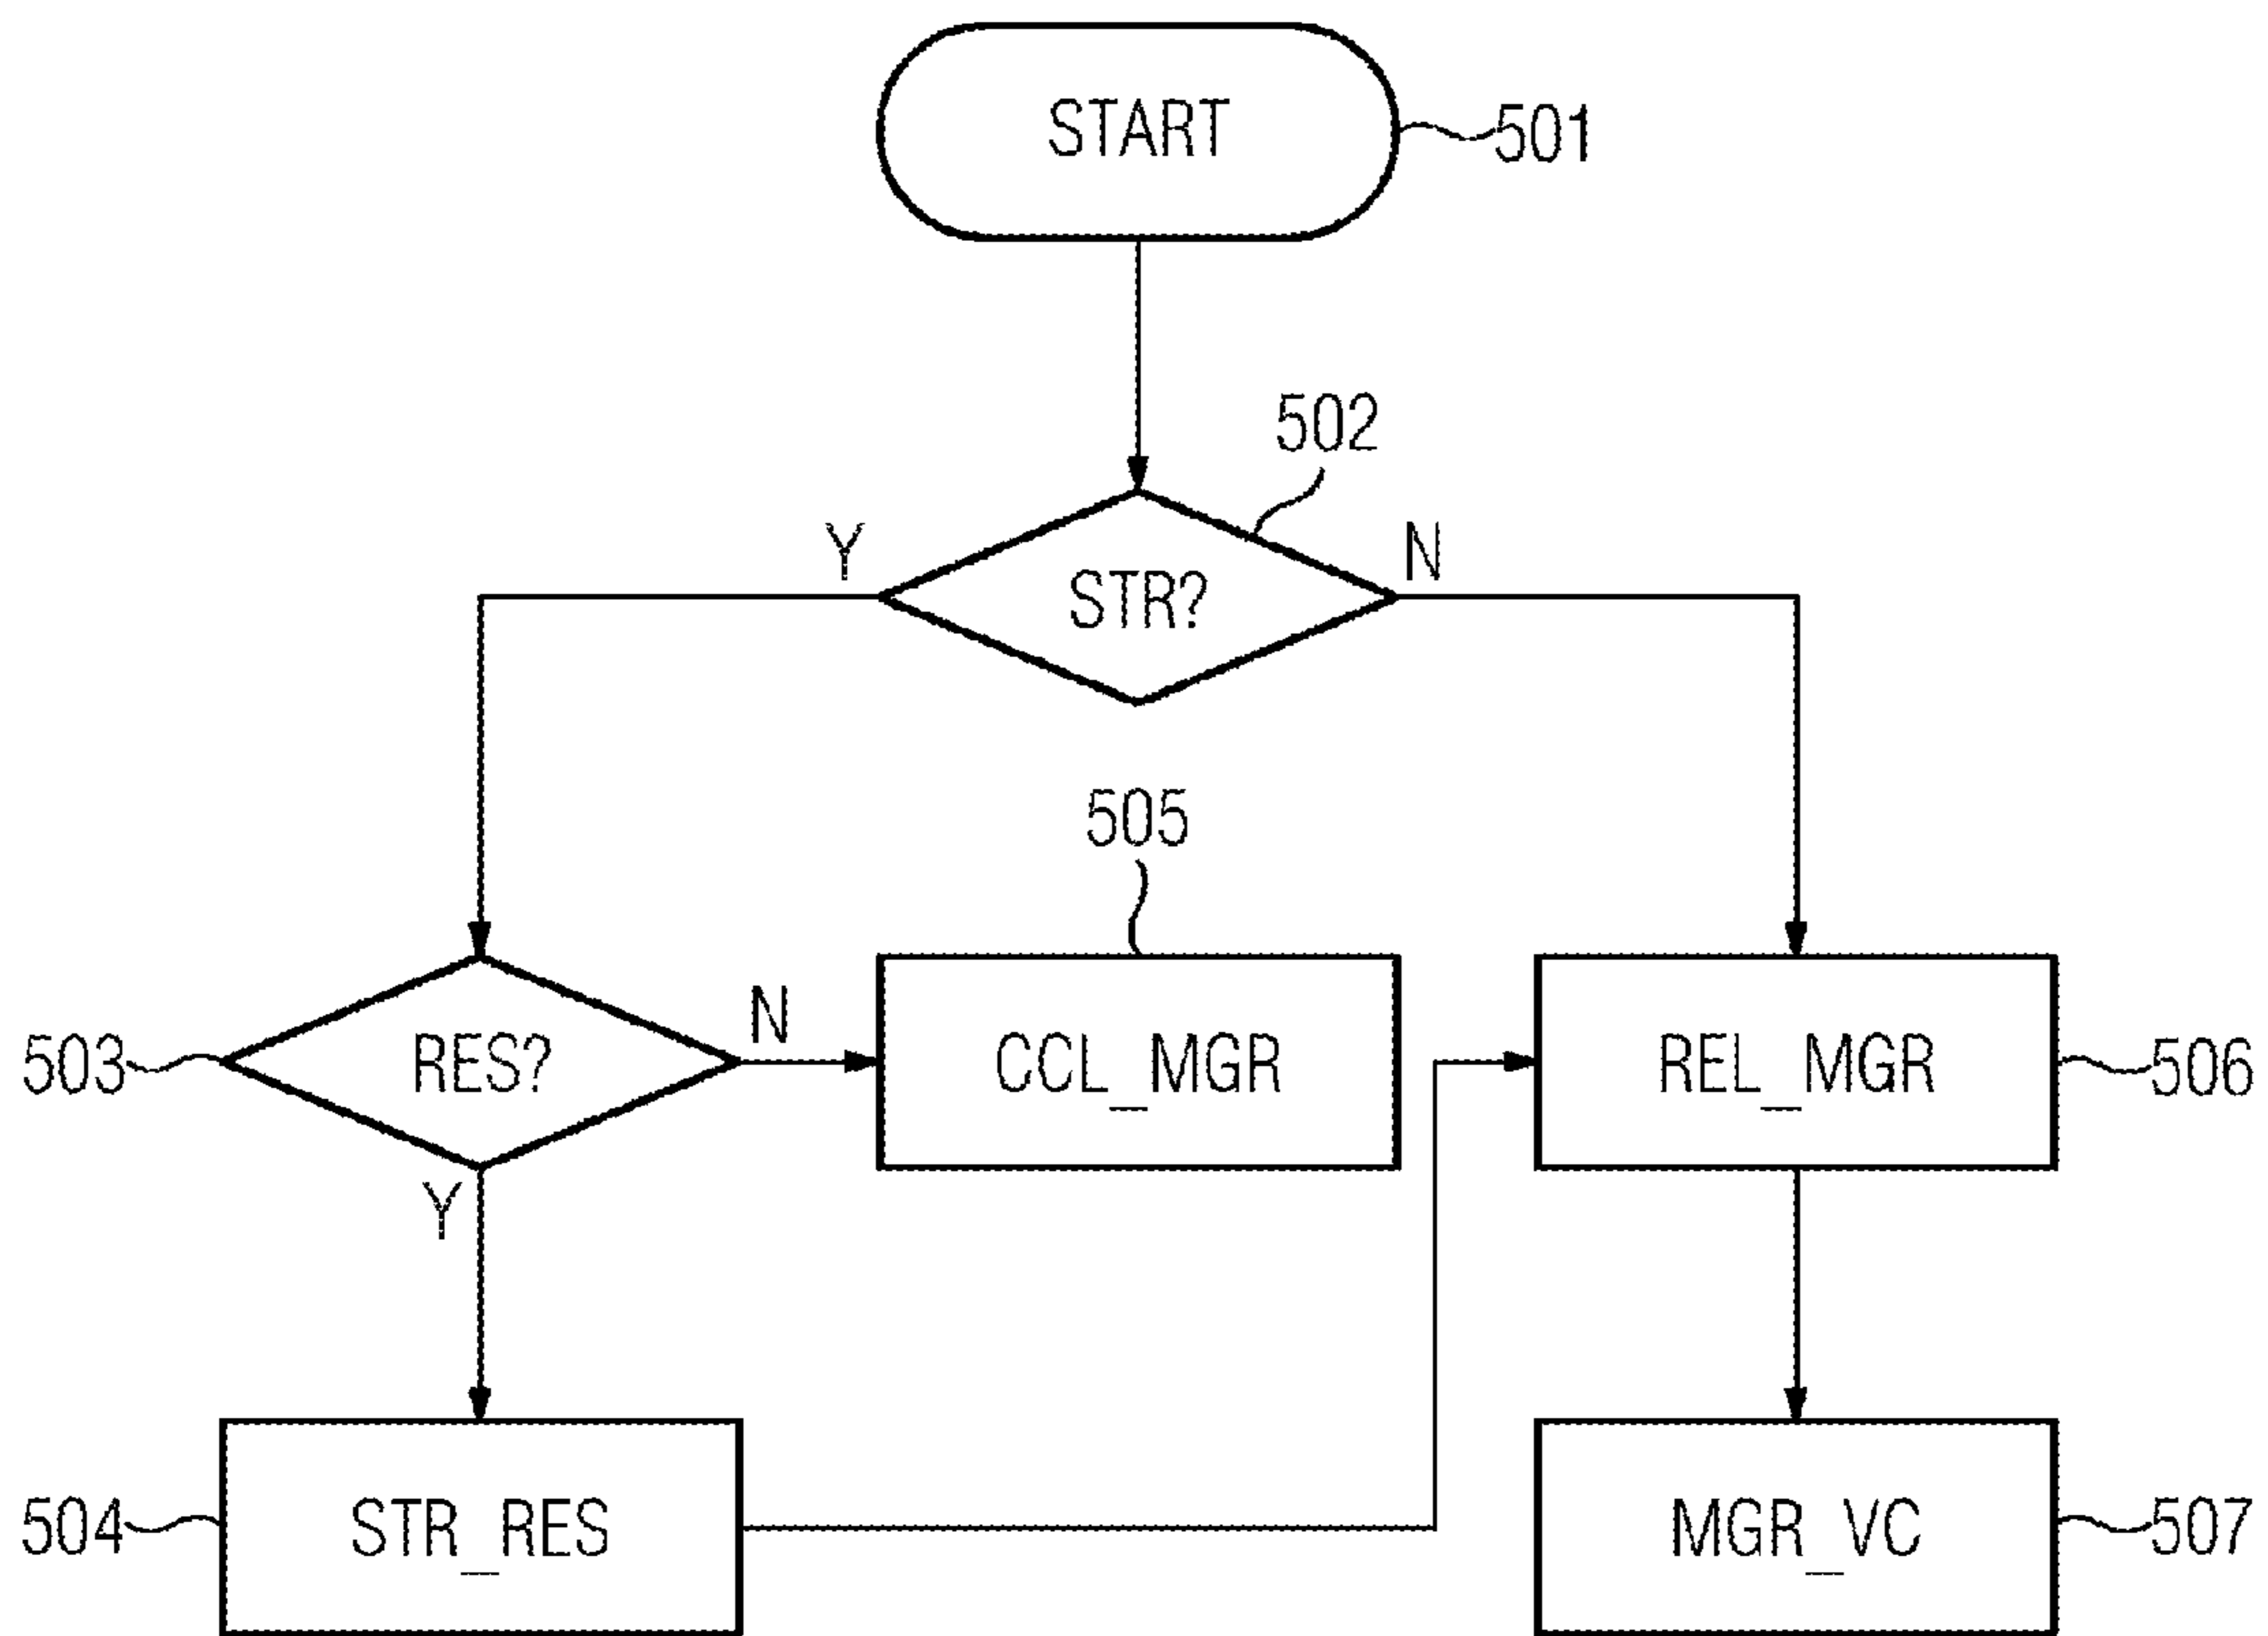 START
501
502
Y
N
STR?
505
503
RES?
N
CCL_MGR
REL_MGR
506
Y
504
STR_RES
MGR_VC
507